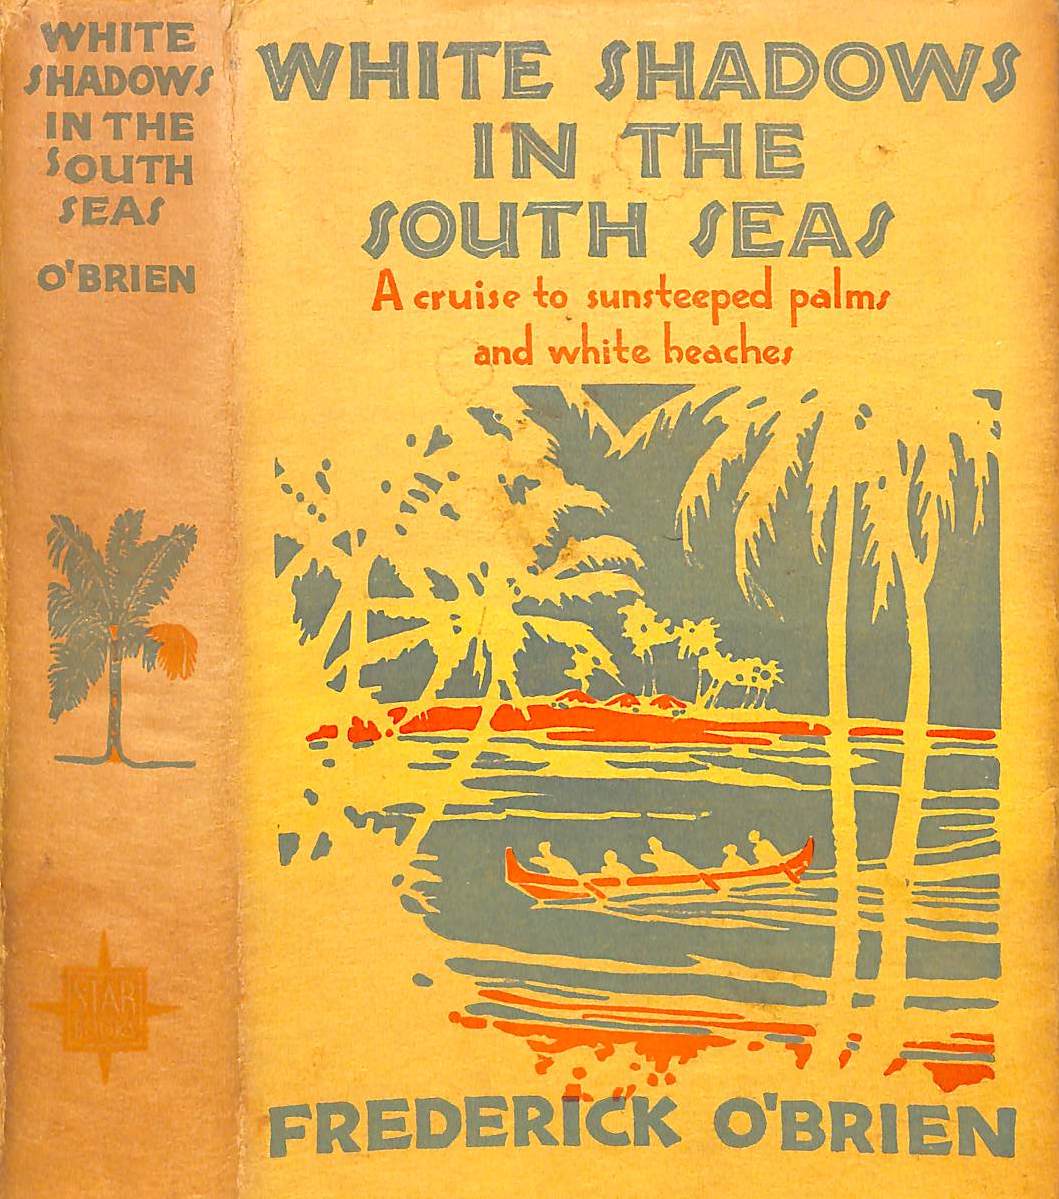 WHITE
SHADOWS
IN THE
SOUTH
SEAS
O'BRIEN
STAR
BOOKS
WHITE SHADOWS
IN THE
SOUTH SEAS
A cruise to sunsteeped palms
and white beaches
FREDERICK O'BRIEN